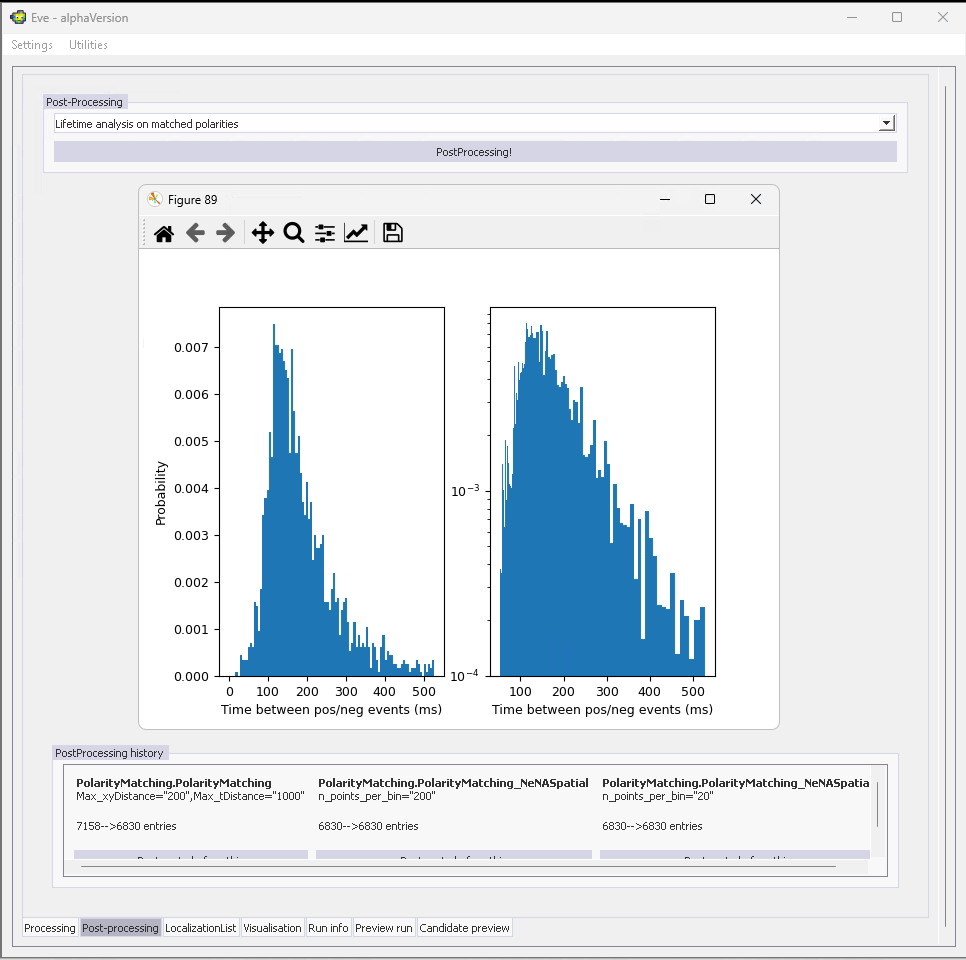 Eve - alphaVersion
Settings Utilities
Post-Processing
Lifetime analysis on matched polarities
PostProcessing!
Figure 89
0.007
0.006
0.005
0.004
0.003
0.002
0.001
0.000
Probability
0 100 200 300 400 500
Time between pos/neg events (ms)
10−3
10−4
100 200 300 400 500
Time between pos/neg events (ms)
PostProcessing history
PolarityMatching.PolarityMatching PolarityMatching.PolarityMatching_NeNASpatial PolarityMatching.PolarityMatching_NeNASpatia
Max_xyDistance="200",Max_tDistance="1000" n_points_per_bin="200" n_points_per_bin="20"
7158-->6830 entries 6830-->6830 entries 6830-->6830 entries
Processing Post-processing LocalizationList Visualisation Run info Preview run Candidate preview